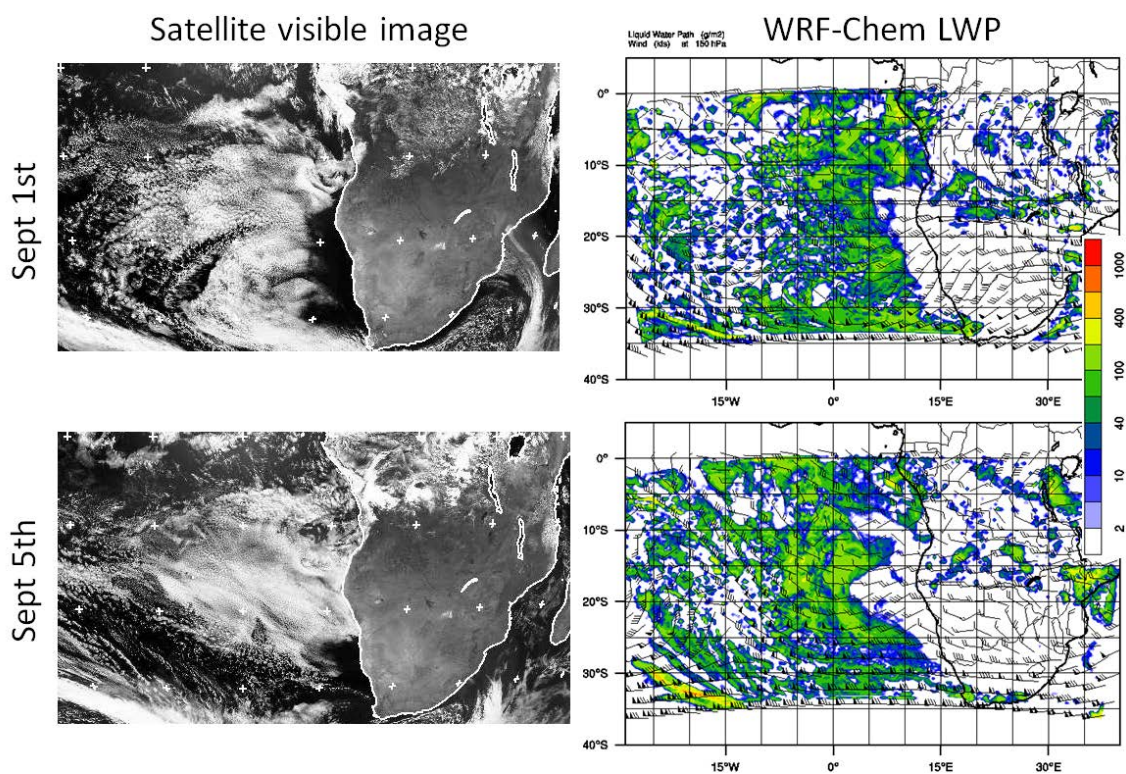 Satellite visible image
WRF-Chem LWP
Liquid Water Path (g/m2)
Wind (kts) at 150 hPa
Sept 1st
0°
10°S
20°S
30°S
40°S
15°W
0°
15°E
30°E
1000
400
100
40
10
2
Sept 5th
0°
10°S
20°S
30°S
40°S
15°W
0°
15°E
30°E